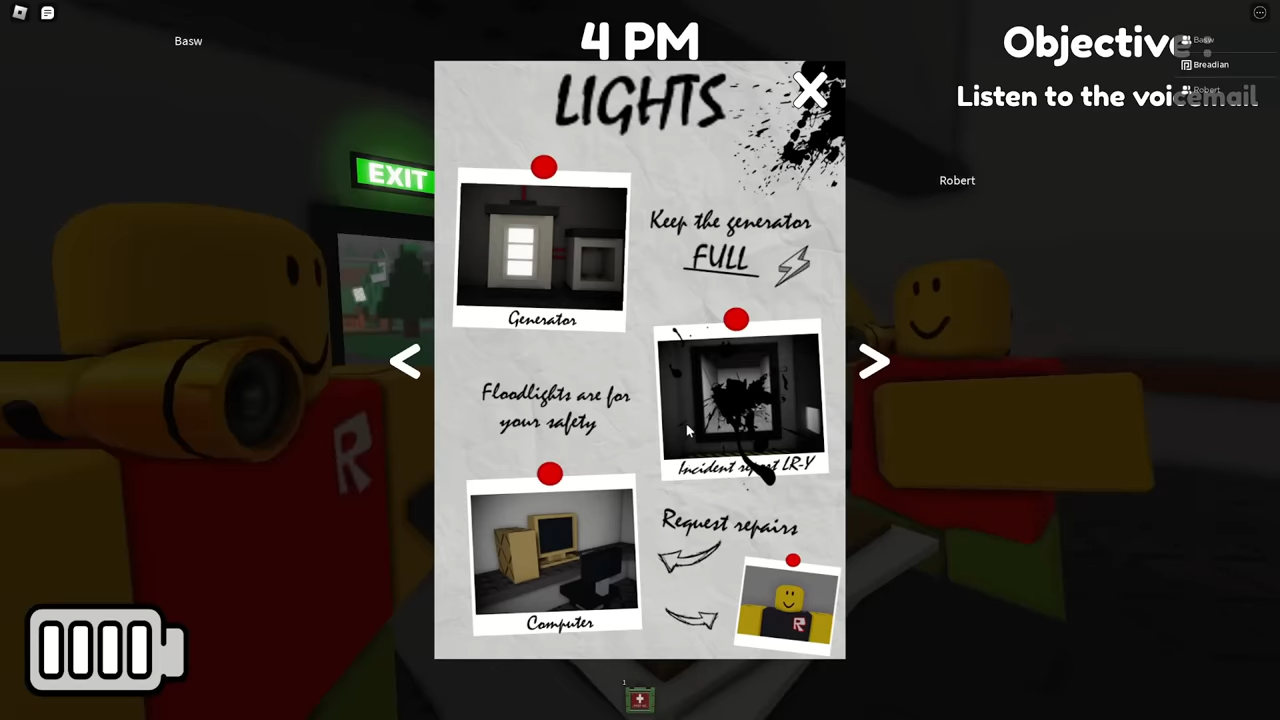 Basw
4 PM
Objective :
Listen to the voicemail
Basw
Breadian
Robert
Robert
EXIT
LIGHTS
Keep the generator
FULL
Generator
Floodlights are for
your safety
Incident report LR-Y
Request repairs
Computer
R
R
1